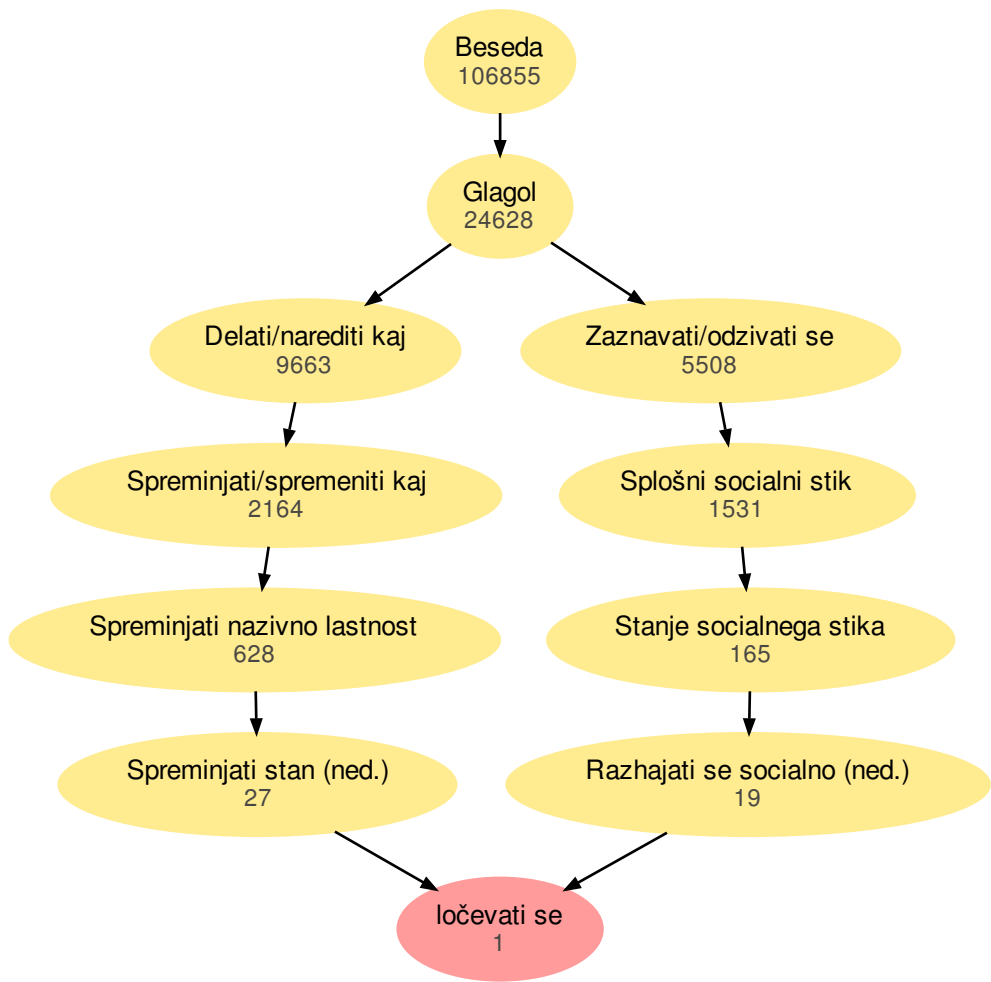 Beseda
106855
Glagol
24628
Delati/narediti kaj
9663
Zaznavati/odzivati se
5508
Spreminjati/spremeniti kaj
2164
Splošni socialni stik
1531
Spreminjati nazivno lastnost
628
Stanje socialnega stika
165
Spreminjati stan (ned.)
27
Razhajati se socialno (ned.)
19
ločevati se
1